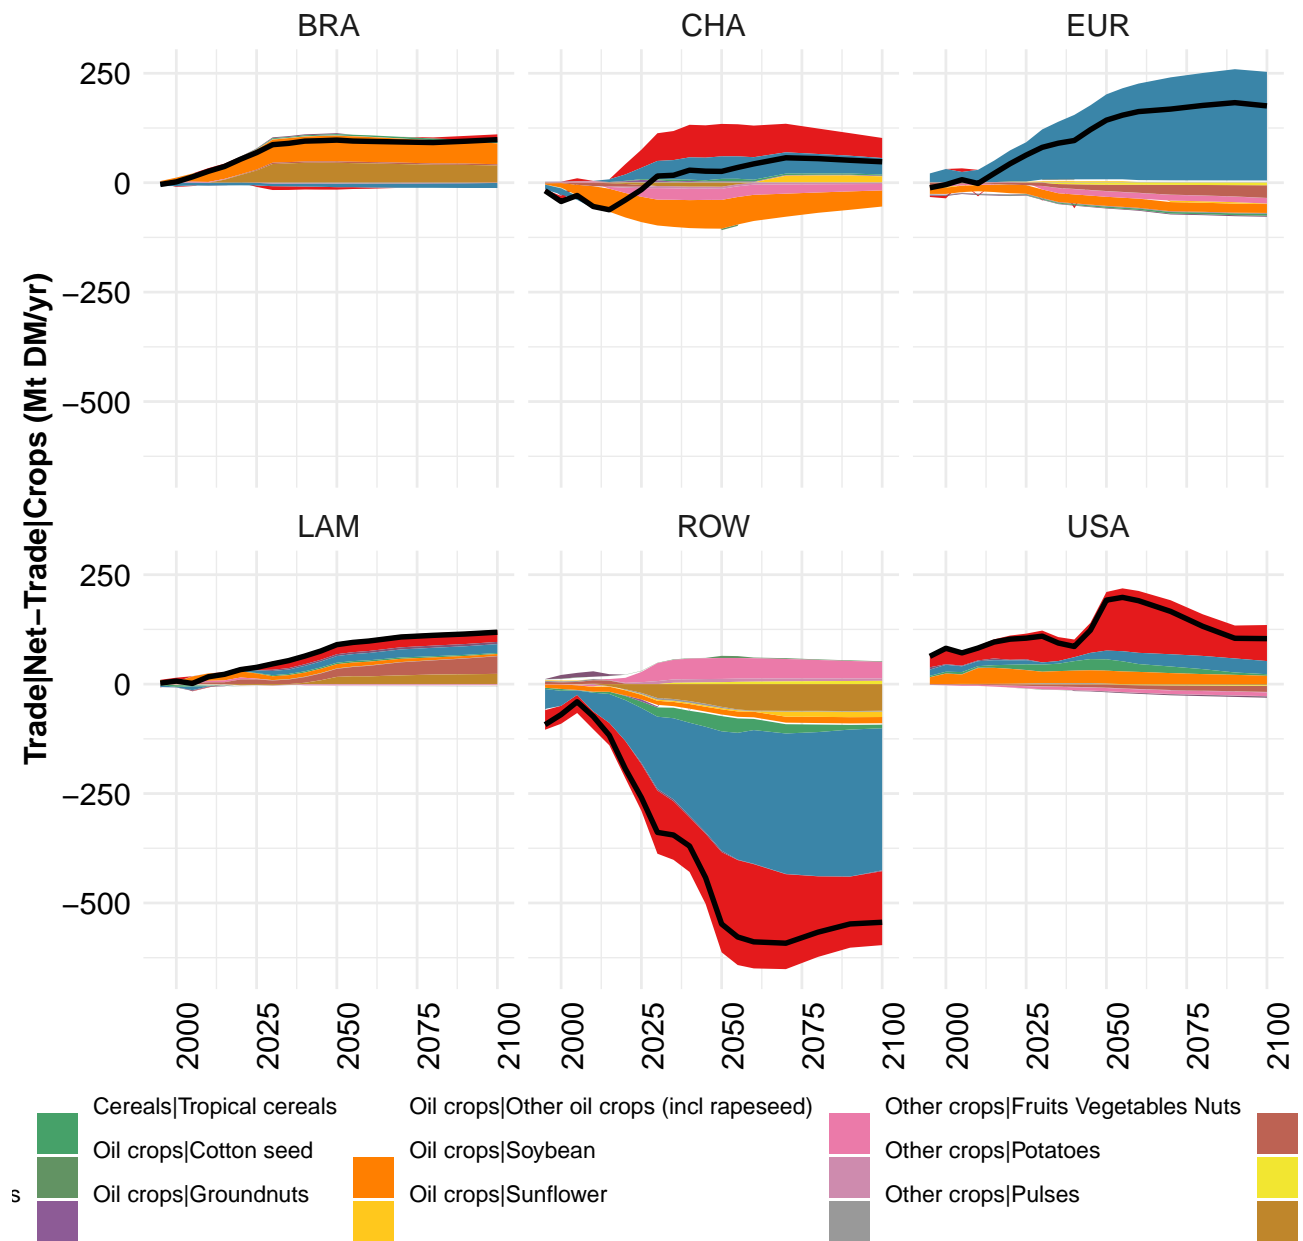 BRA CHA EUR
250
0
−250
−500
LAM ROW USA
250
0
−250
−500
Trade|Net−Trade|Crops (Mt DM/yr)
2000 2025 2050 2075 2100 2000 2025 2050 2075 2100 2000 2025 2050 2075 2100
Cereals|Tropical cereals Oil crops|Other oil crops (incl rapeseed) Other crops|Fruits Vegetables Nuts
Oil crops|Cotton seed Oil crops|Soybean Other crops|Potatoes
s Oil crops|Groundnuts Oil crops|Sunflower Other crops|Pulses